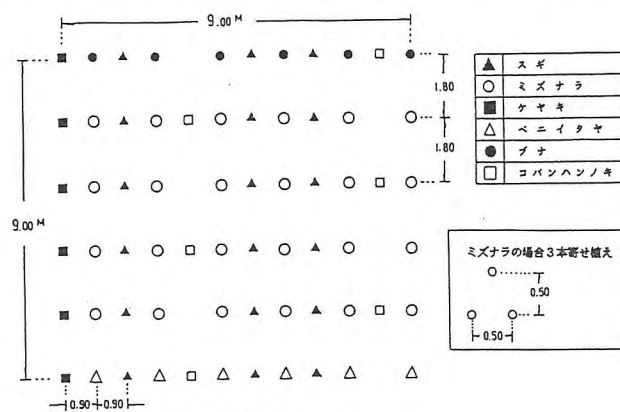 9.00 M
スギ
ミズナラ
ケヤキ
ベニイタヤ
ブナ
コバンハンノキ
1.80
1.80
9.00 M
ミズナラの場合3本寄せ植え
0.50
0.50
0.90 0.90